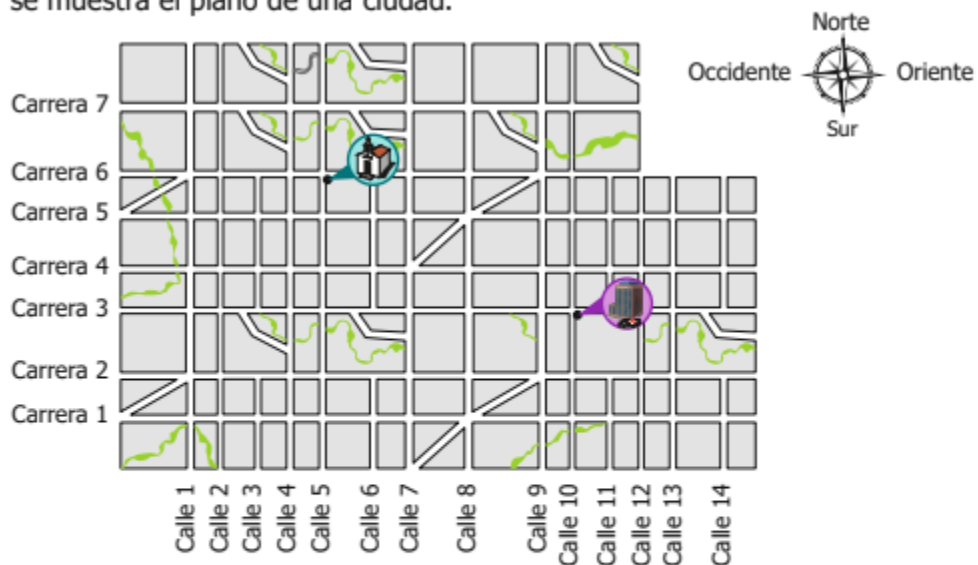 se muestra el plano de una ciudad.
Norte
Occidente
Oriente
Sur
Carrera 7
Carrera 6
Carrera 5
Carrera 4
Carrera 3
Carrera 2
Carrera 1
Calle 1
Calle 2
Calle 3
Calle 4
Calle 5
Calle 6
Calle 7
Calle 8
Calle 9
Calle 10
Calle 11
Calle 12
Calle 13
Calle 14